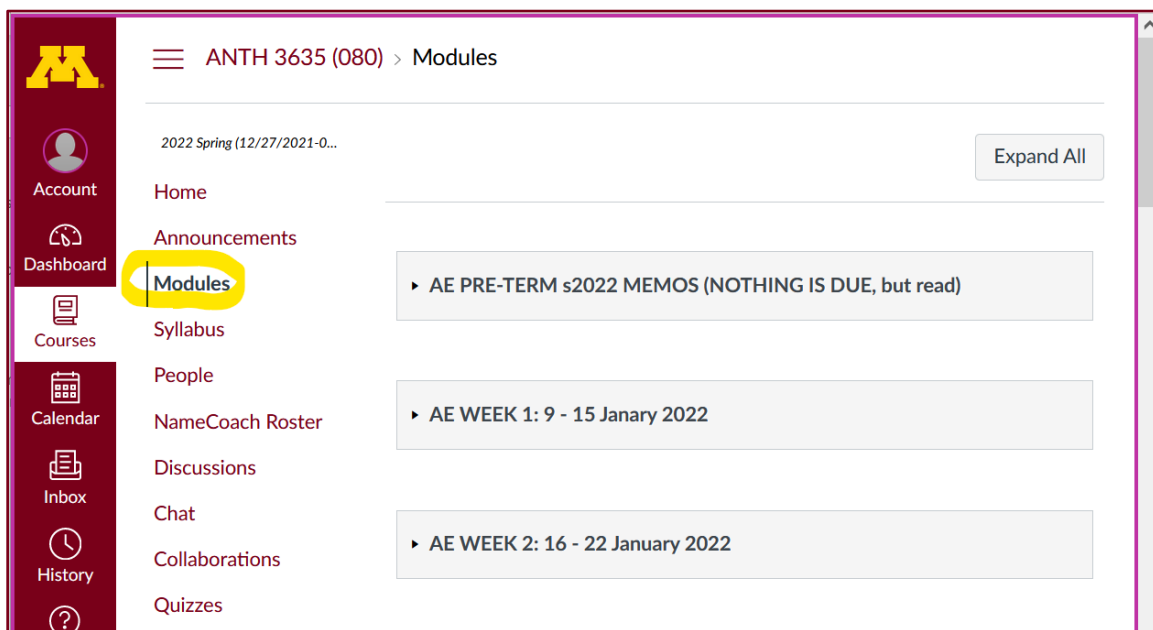 M
ANTH 3635 (080) > Modules
2022 Spring (12/27/2021-0...
Expand All
Account
Dashboard
Courses
Calendar
Inbox
History
Home
Announcements
Modules
Syllabus
People
NameCoach Roster
Discussions
Chat
Collaborations
Quizzes
AE PRE-TERM s2022 MEMOS (NOTHING IS DUE, but read)
AE WEEK 1: 9 - 15 Janary 2022
AE WEEK 2: 16 - 22 January 2022